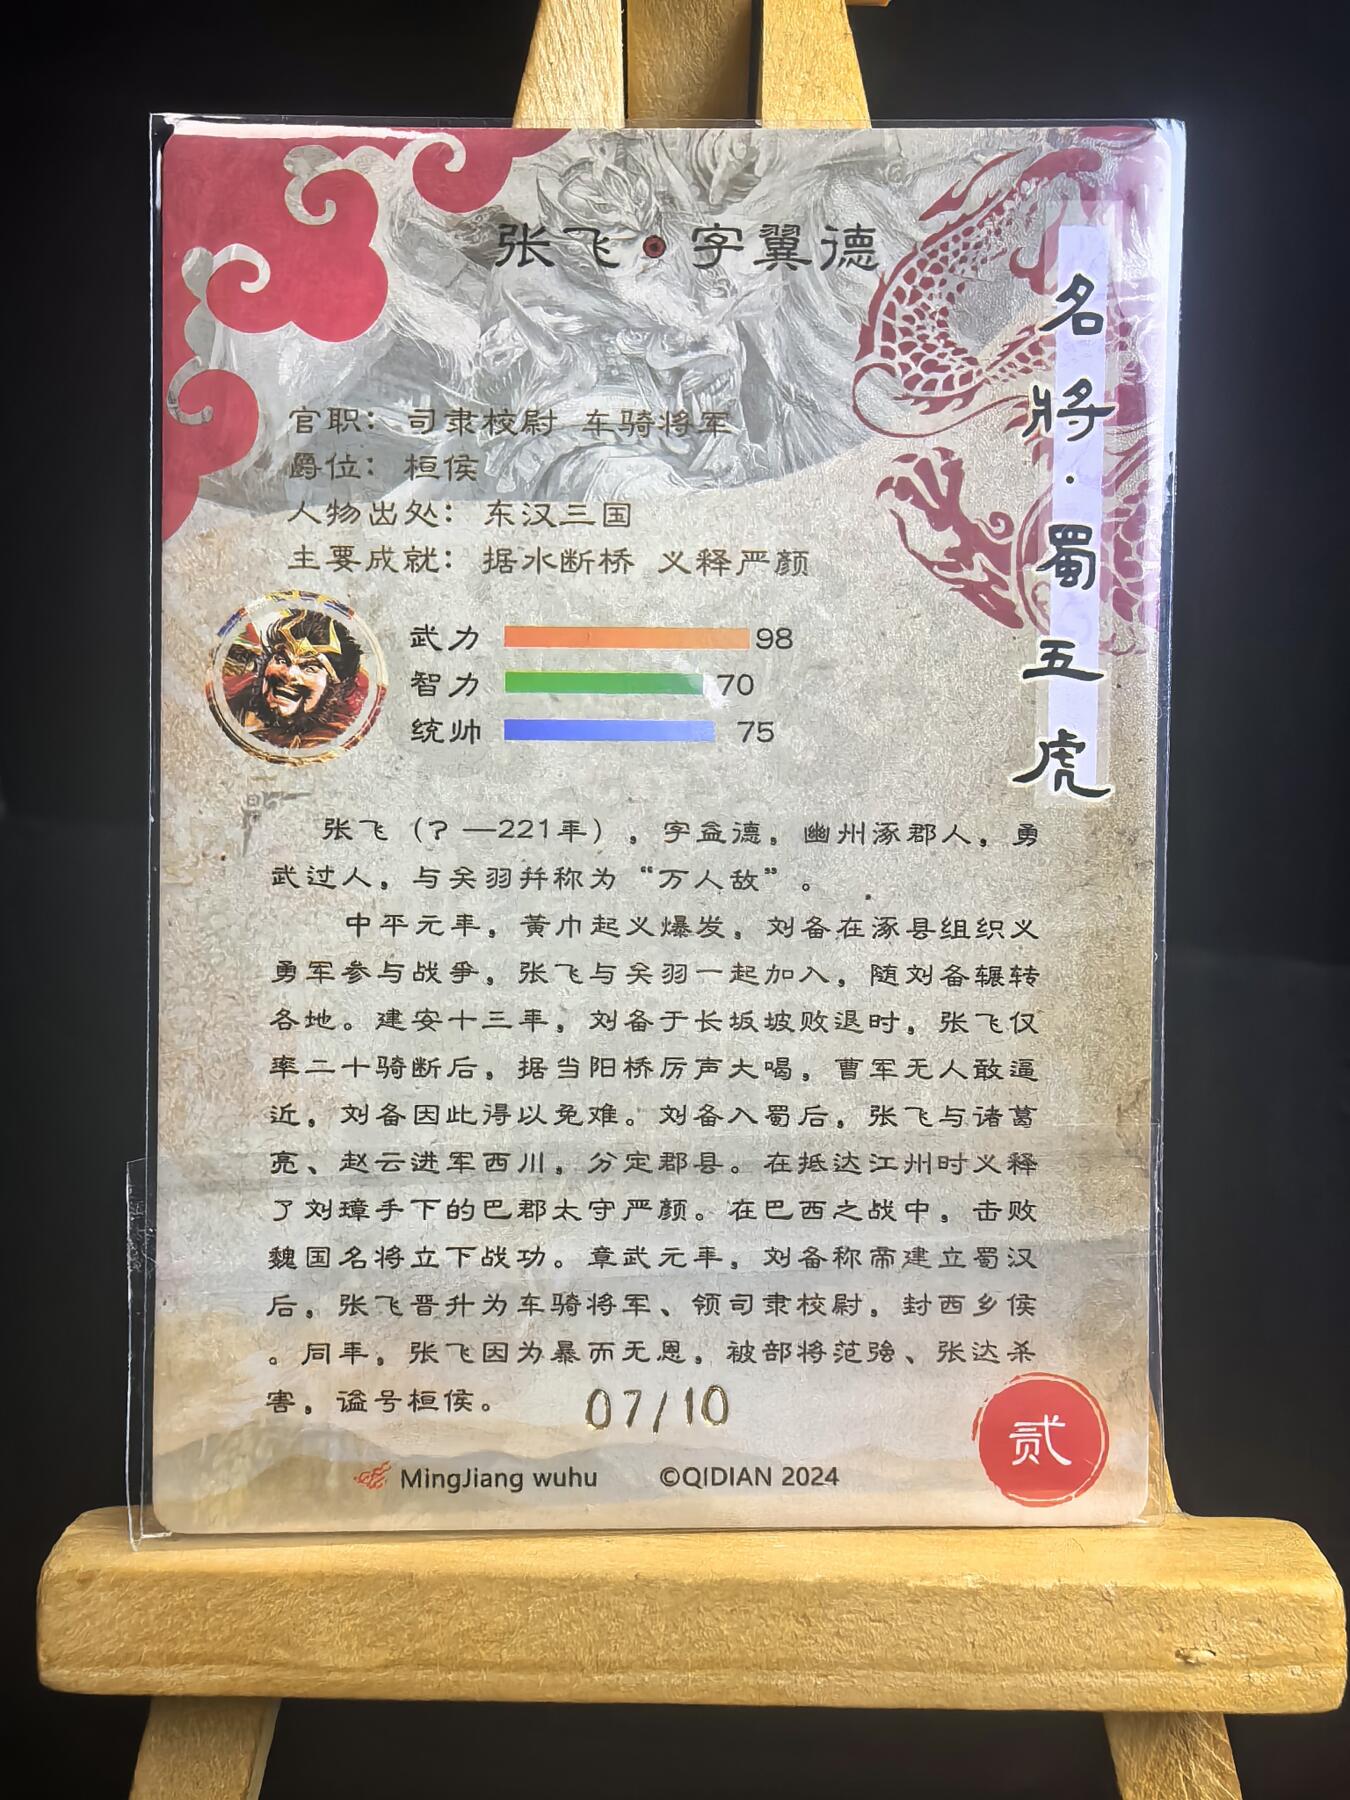 张飞·字翼德
名將·蜀五虎
官职：司隶校尉 车骑将军
爵位：桓侯
人物出处：东汉三国
主要成就：据水断桥 义释严颜
武力 98
智力 70
统帅 75
张飞（？—221年），字益德，幽州涿郡人，勇
武过人，与关羽并称为“万人敌”。
中平元年，黄巾起义爆发，刘备在涿县组织义
勇军参与战争，张飞与关羽一起加入，随刘备辗转
各地。建安十三年，刘备于长坂坡败退时，张飞仅
率二十骑断后，据当阳桥厉声大喝，曹军无人敢逼
近，刘备因此得以免难。刘备入蜀后，张飞与诸葛
亮、赵云进军西川，分定郡县。在抵达江州时义释
了刘璋手下的巴郡太守严颜。在巴西之战中，击败
魏国名将立下战功。章武元年，刘备称帝建立蜀汉
后，张飞晋升为车骑将军、领司隶校尉，封西乡侯
。同年，张飞因为暴而无恩，被部将范强、张达杀
害，谥号桓侯。
07/10
贰
MingJiang wuhu ©QIDIAN 2024